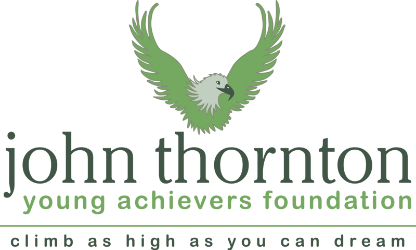 john thornton
young achievers foundation
climb as high as you can dream